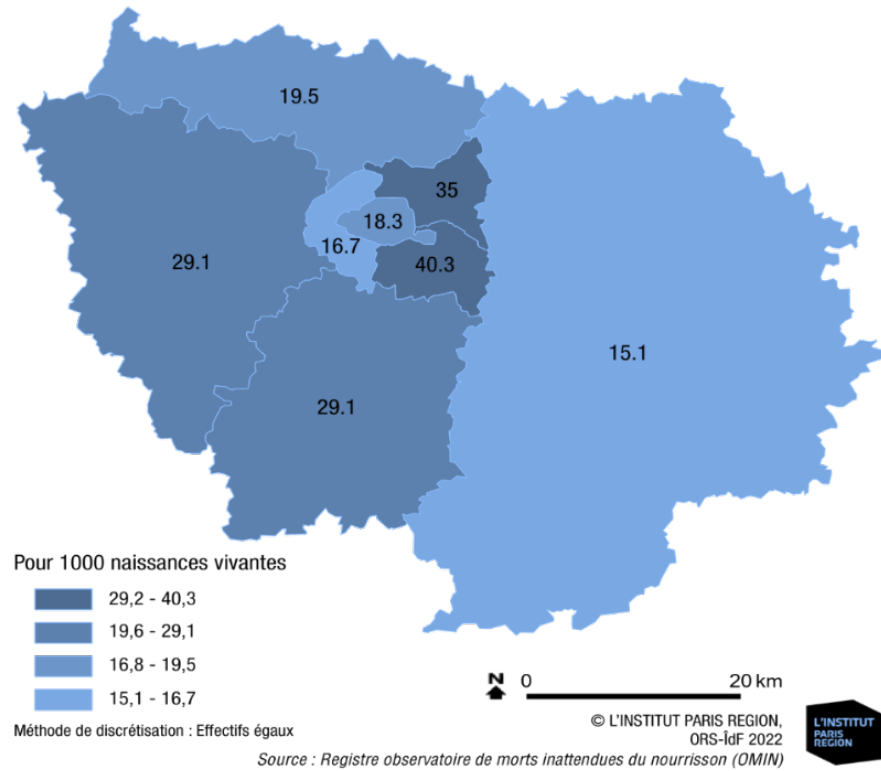 19.5
35
18.3
16.7
40.3
29.1
15.1
29.1
Pour 1000 naissances vivantes
29,2 - 40,3
19,6 - 29,1
16,8 - 19,5
15,1 - 16,7
Méthode de discrétisation : Effectifs égaux
N 0 20 km
© L'INSTITUT PARIS REGION,
ORS-ÎdF 2022
Source : Registre observatoire de morts inattendues du nourrisson (OMIN)
L'INSTITUT
PARIS
REGION